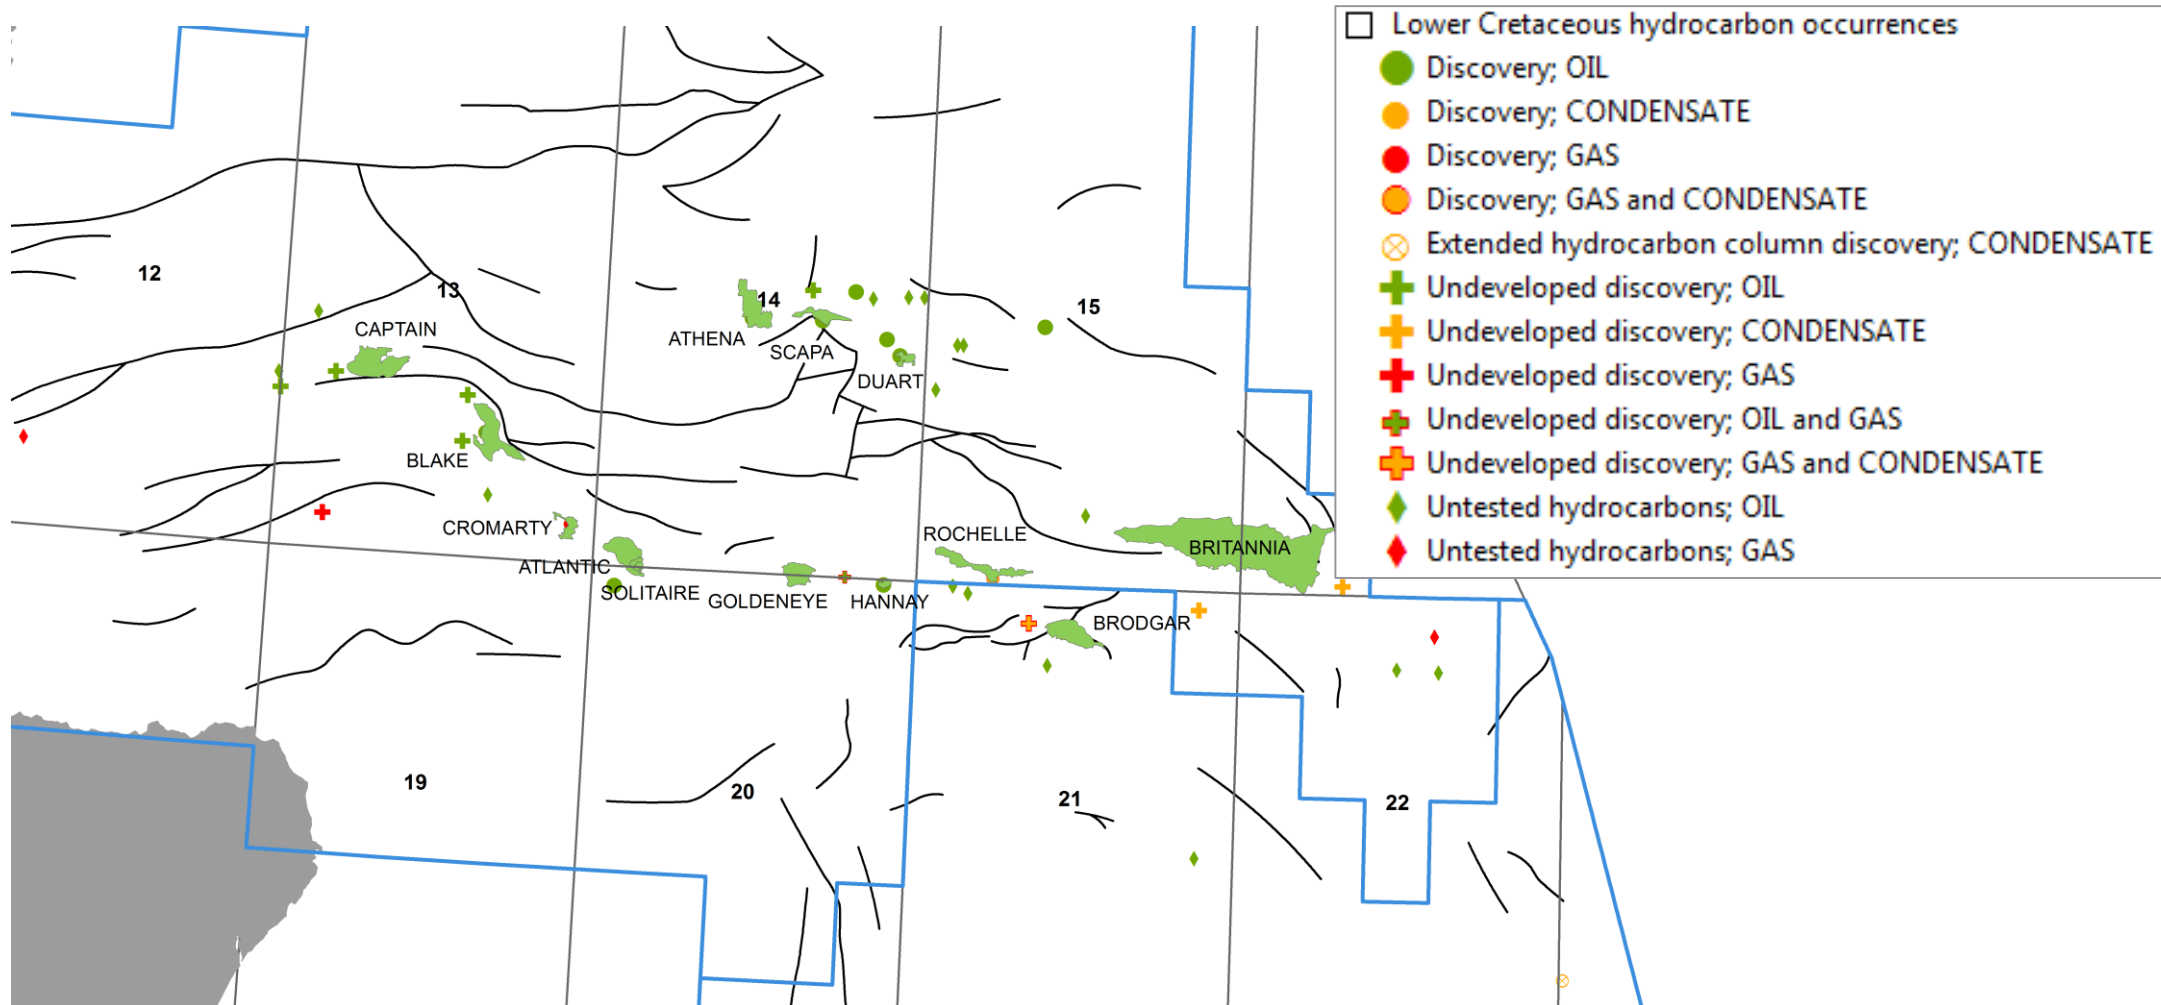 Lower Cretaceous hydrocarbon occurrences
Discovery; OIL
Discovery; CONDENSATE
Discovery; GAS
Discovery; GAS and CONDENSATE
Extended hydrocarbon column discovery; CONDENSATE
Undeveloped discovery; OIL
Undeveloped discovery; CONDENSATE
Undeveloped discovery; GAS
Undeveloped discovery; OIL and GAS
Undeveloped discovery; GAS and CONDENSATE
Untested hydrocarbons; OIL
Untested hydrocarbons; GAS
12
13
14
15
CAPTAIN
ATHENA
SCAPA
DUART
BLAKE
CROMARTY
ROCHELLE
BRITANNIA
ATLANTIC
SOLITAIRE
GOLDENEYE
HANNAY
BRODGAR
19
20
21
22